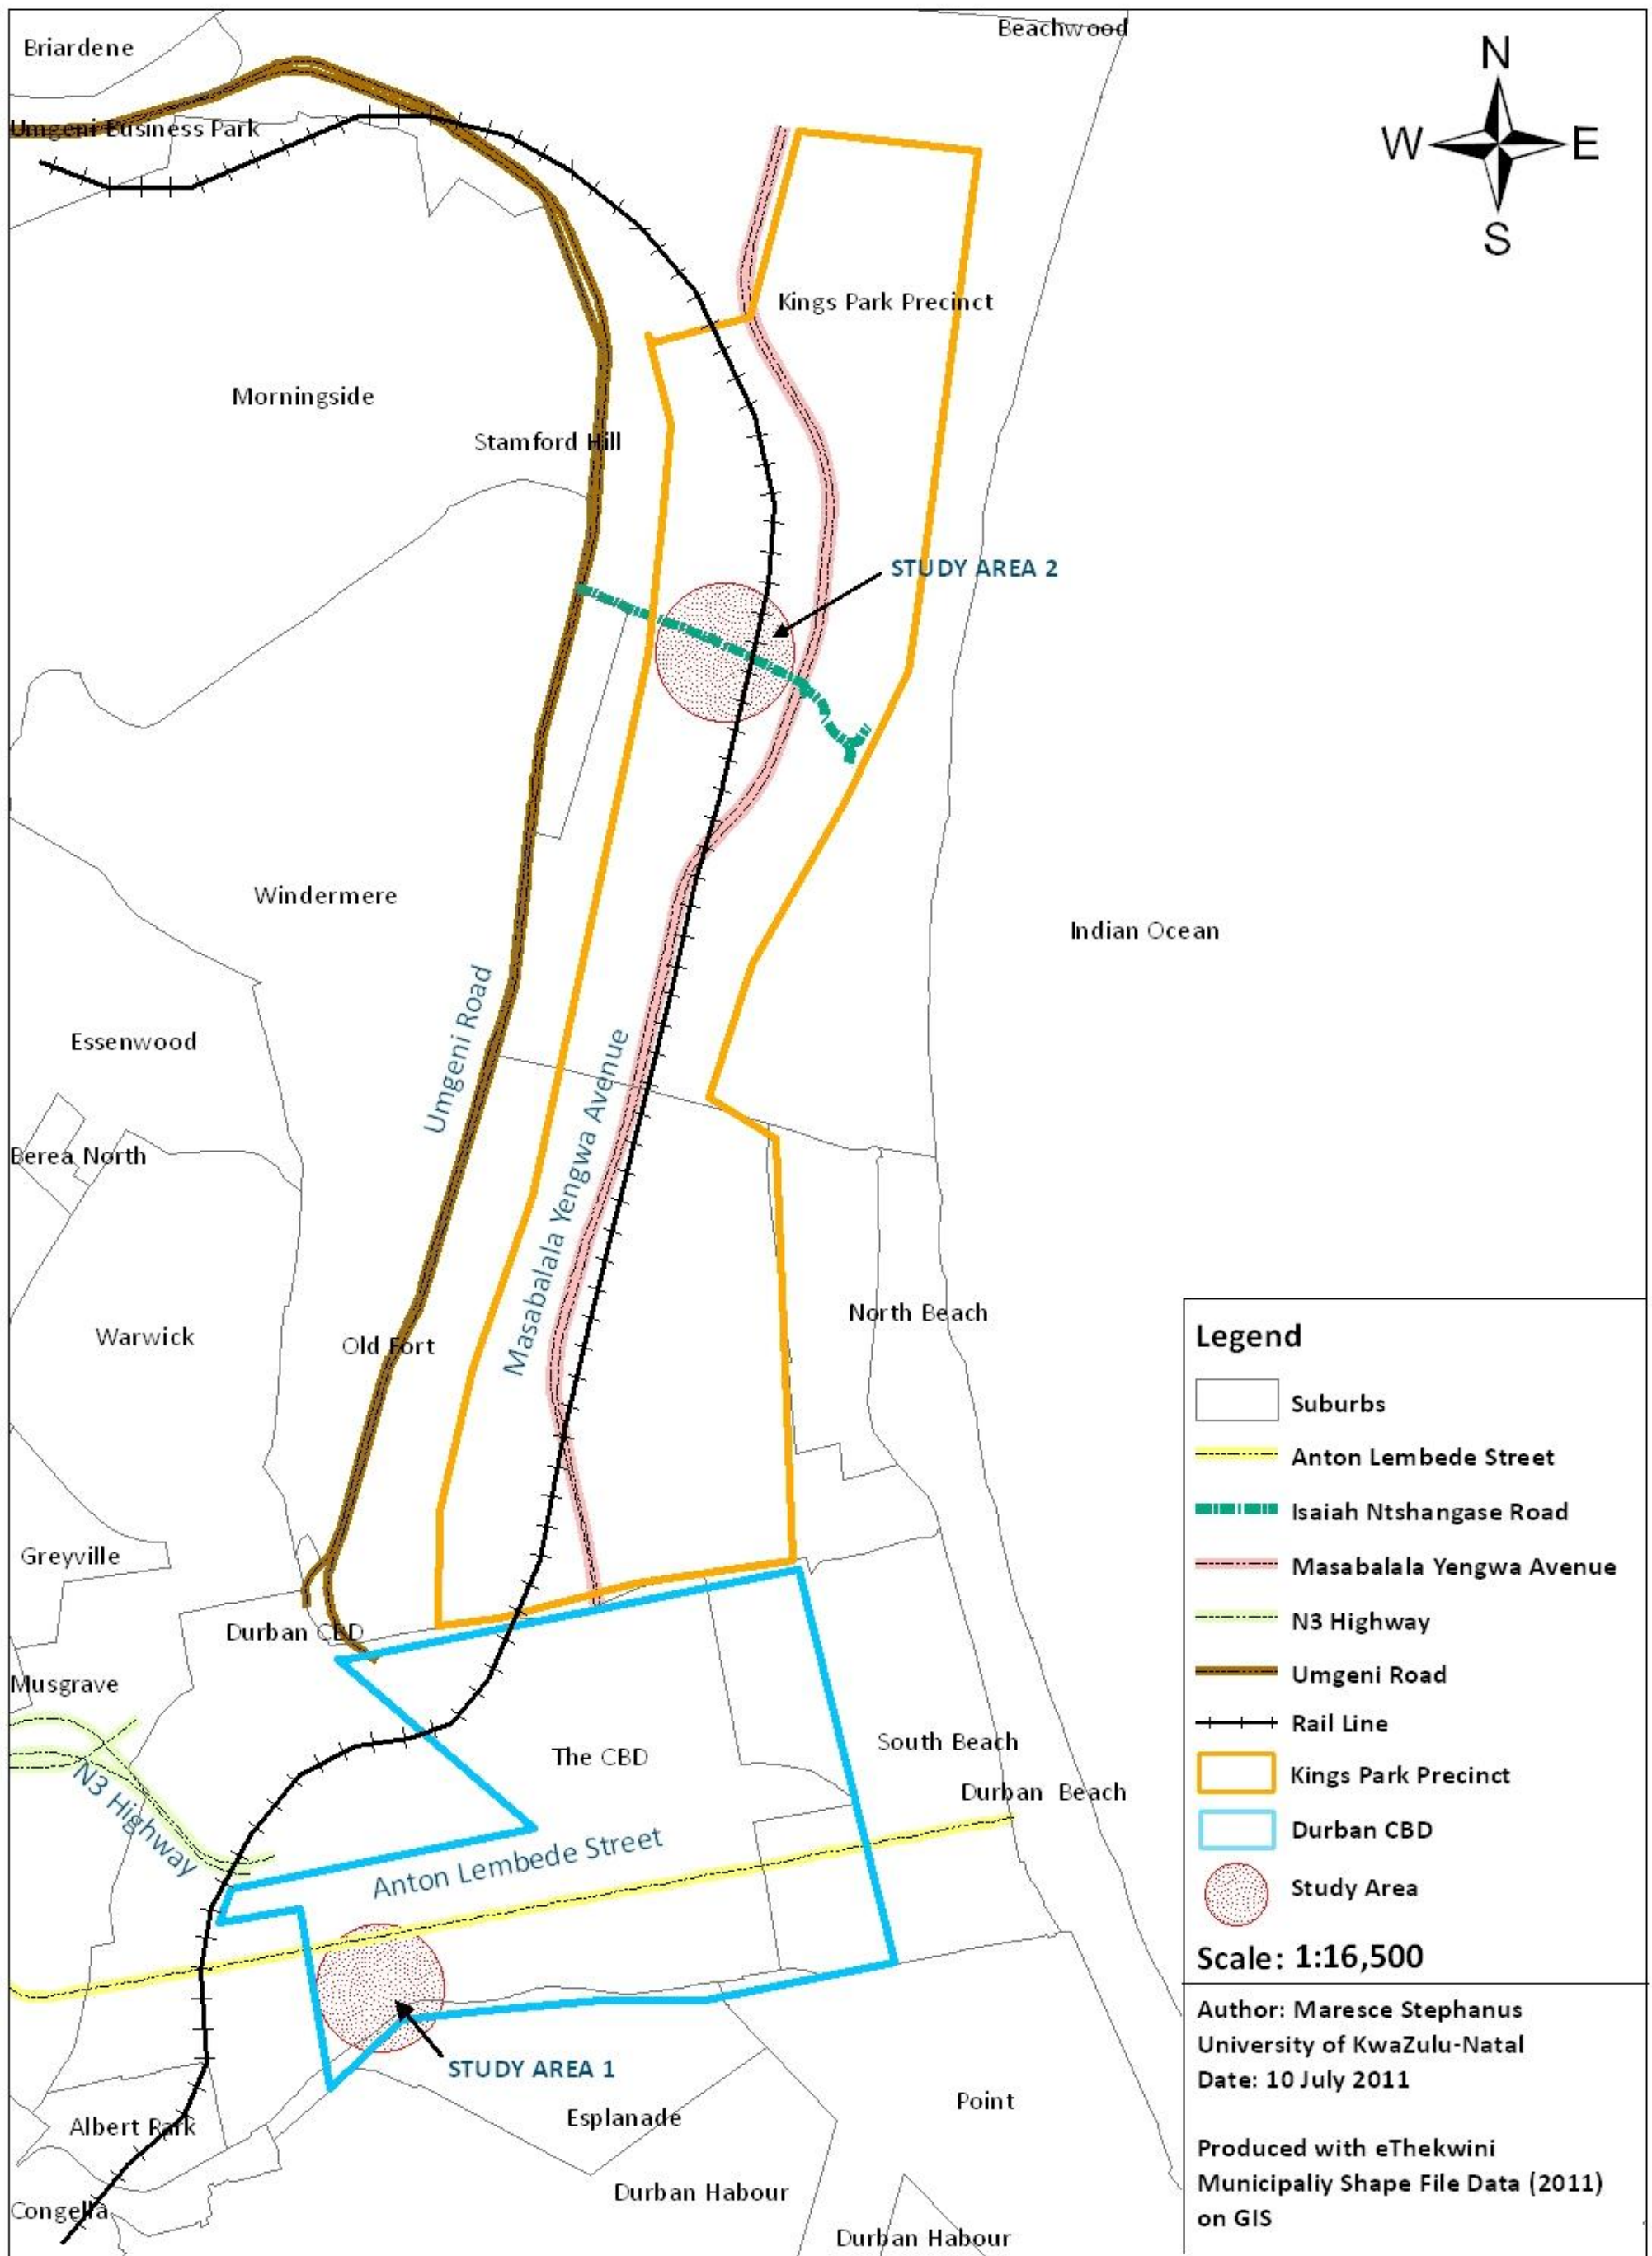 Beachwood
Briardene
N
Umgeni Business Park
W
E
S
Kings Park Precinct
Morningside
Stamford Hill
STUDY AREA 2
Windermere
Indian Ocean
Umgeni Road
Essenwood
Masabalala Yengwa Avenue
Berea North
North Beach
Warwick
Old Fort
Greyville
Durban CBD
Musgrave
The CBD
South Beach
Durban Beach
N3 Highway
Anton Lembede Street
STUDY AREA 1
Point
Esplanade
Albert Park
Durban Habour
Congella
Durban Habour
Legend
Suburbs
Anton Lembede Street
Isaiah Ntshangase Road
Masabalala Yengwa Avenue
N3 Highway
Umgeni Road
Rail Line
Kings Park Precinct
Durban CBD
Study Area
Scale: 1:16,500
Author: Maresce Stephanus
University of KwaZulu-Natal
Date: 10 July 2011
Produced with eThekwini
Municipaliy Shape File Data (2011)
on GIS